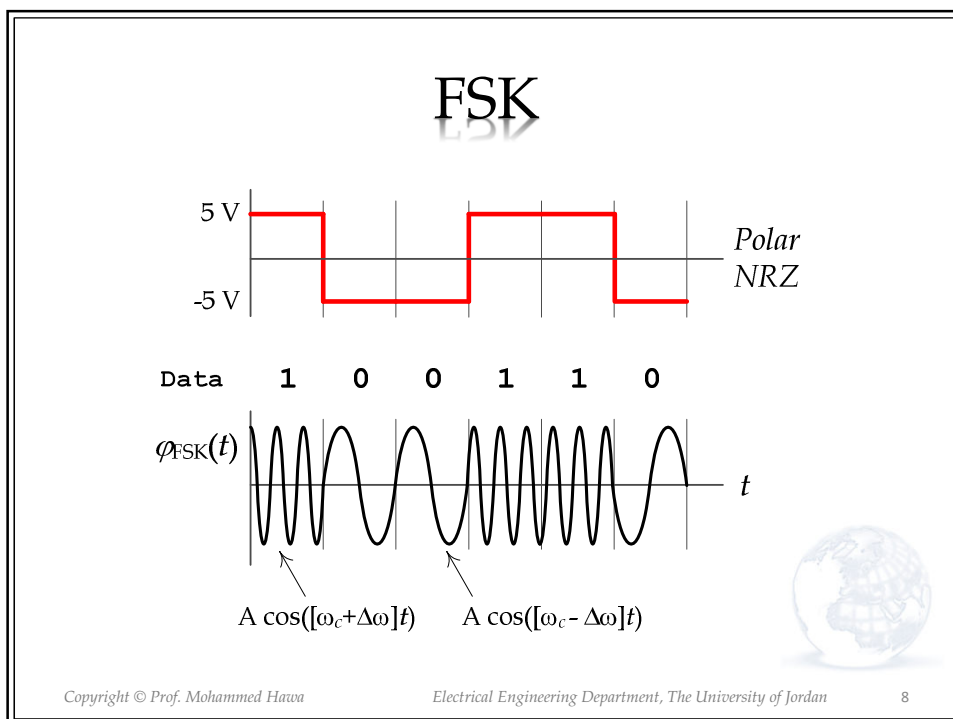 FSK
5 V
-5 V
Polar
NRZ
Data 1 0 0 1 1 0
φFSK(t)
t
A cos([ωc+Δω]t) A cos([ωc - Δω]t)
Copyright © Prof. Mohammed Hawa Electrical Engineering Department, The University of Jordan 8